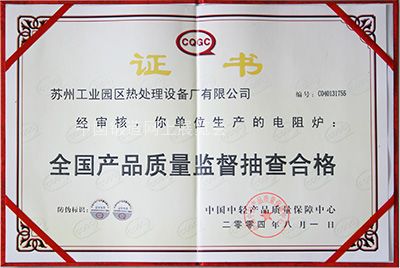 CQGC
证书
苏州工业园区热处理设备厂有限公司 编号:CQ40131755
经审核,你单位生产的电阻炉:
全国产品质量监督抽查合格
防伪标识:
中国中轻产品质量保障中心
二零零四年八月一日